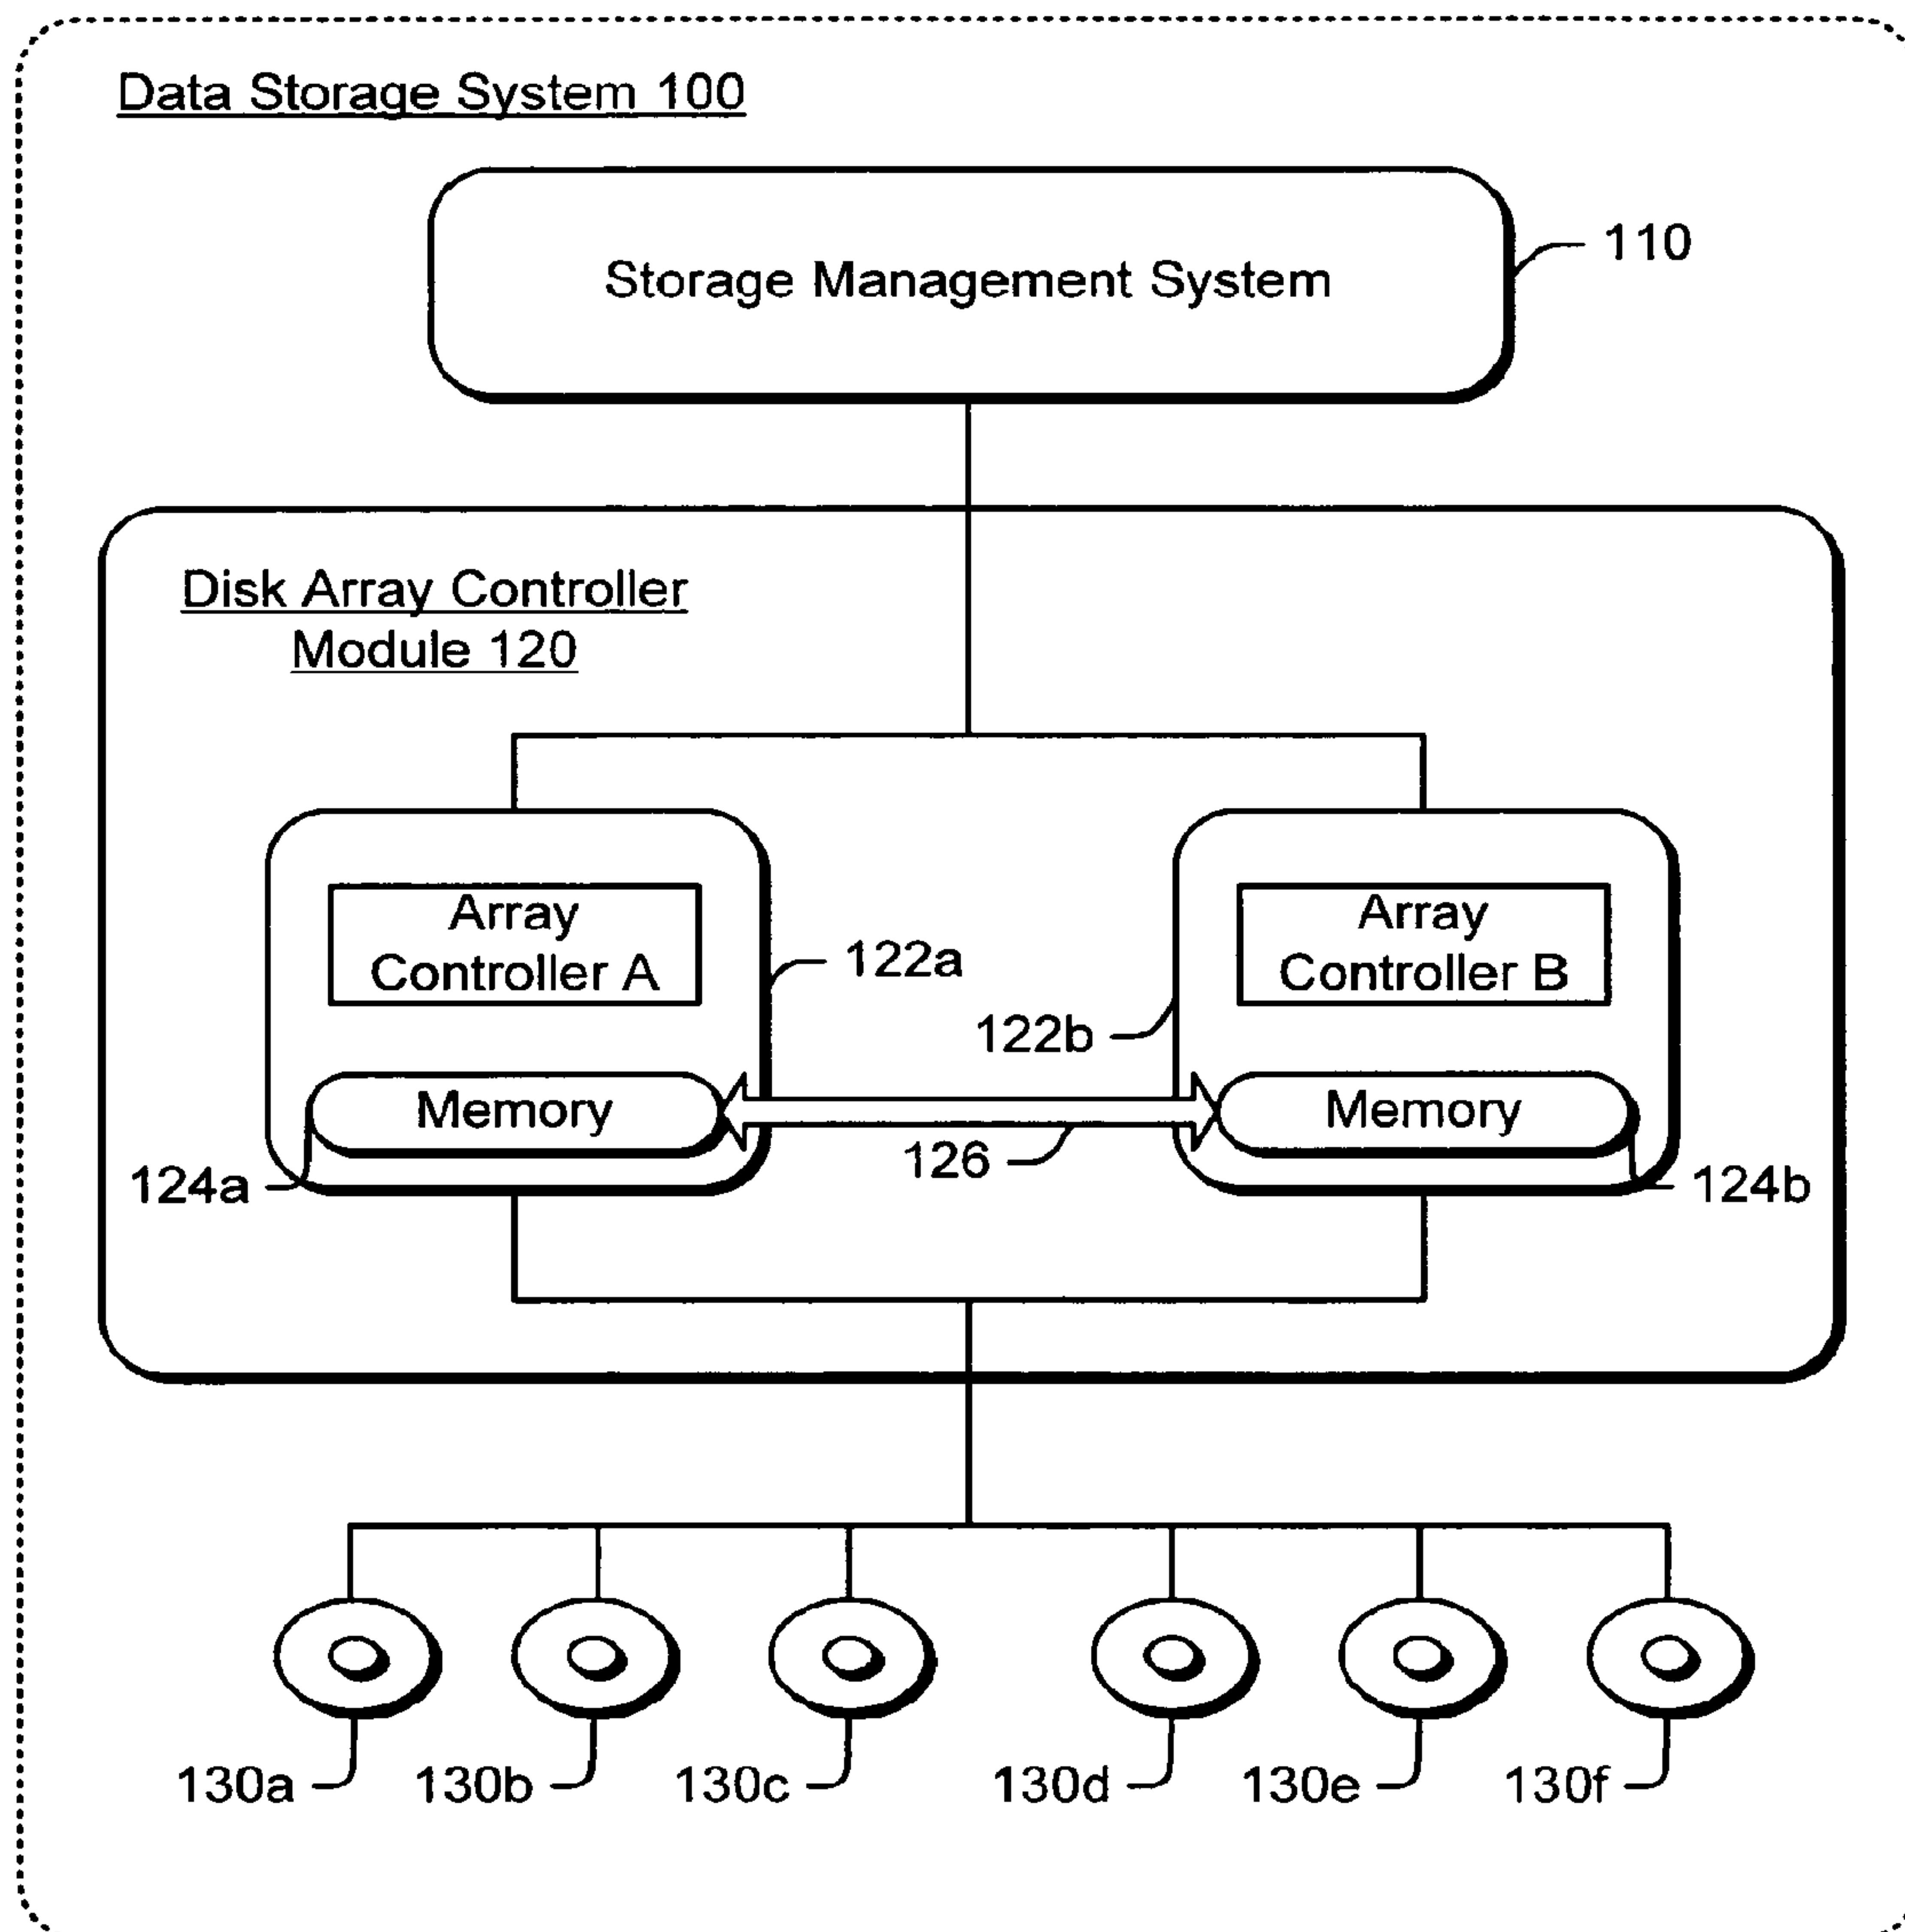 Data Storage System 100
Storage Management System
110
Disk Array Controller
Module 120
Array
Controller A
122a
Array
Controller B
122b
Memory
Memory
126
124a
124b
130a
130b
130c
130d
130e
130f